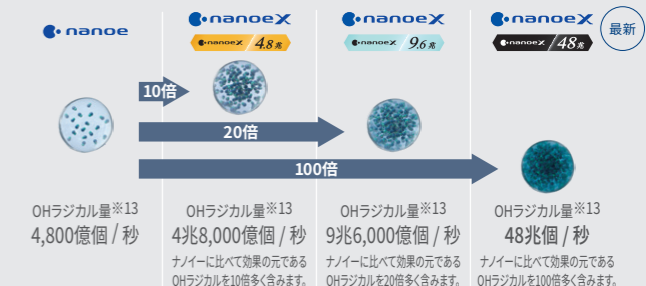 nanoe
nanoeX
nanoeX 4.8兆
nanoeX
nanoeX 9.6兆
nanoeX
nanoeX 48兆
最新
10倍
20倍
100倍
OHラジカル量※13
4,800億個 / 秒
OHラジカル量※13
4兆8,000億個 / 秒
ナノイーに比べて効果の元である
OHラジカルを10倍多く含みます。
OHラジカル量※13
9兆6,000億個 / 秒
ナノイーに比べて効果の元である
OHラジカルを20倍多く含みます。
OHラジカル量※13
48兆個 / 秒
ナノイーに比べて効果の元である
OHラジカルを100倍多く含みます。